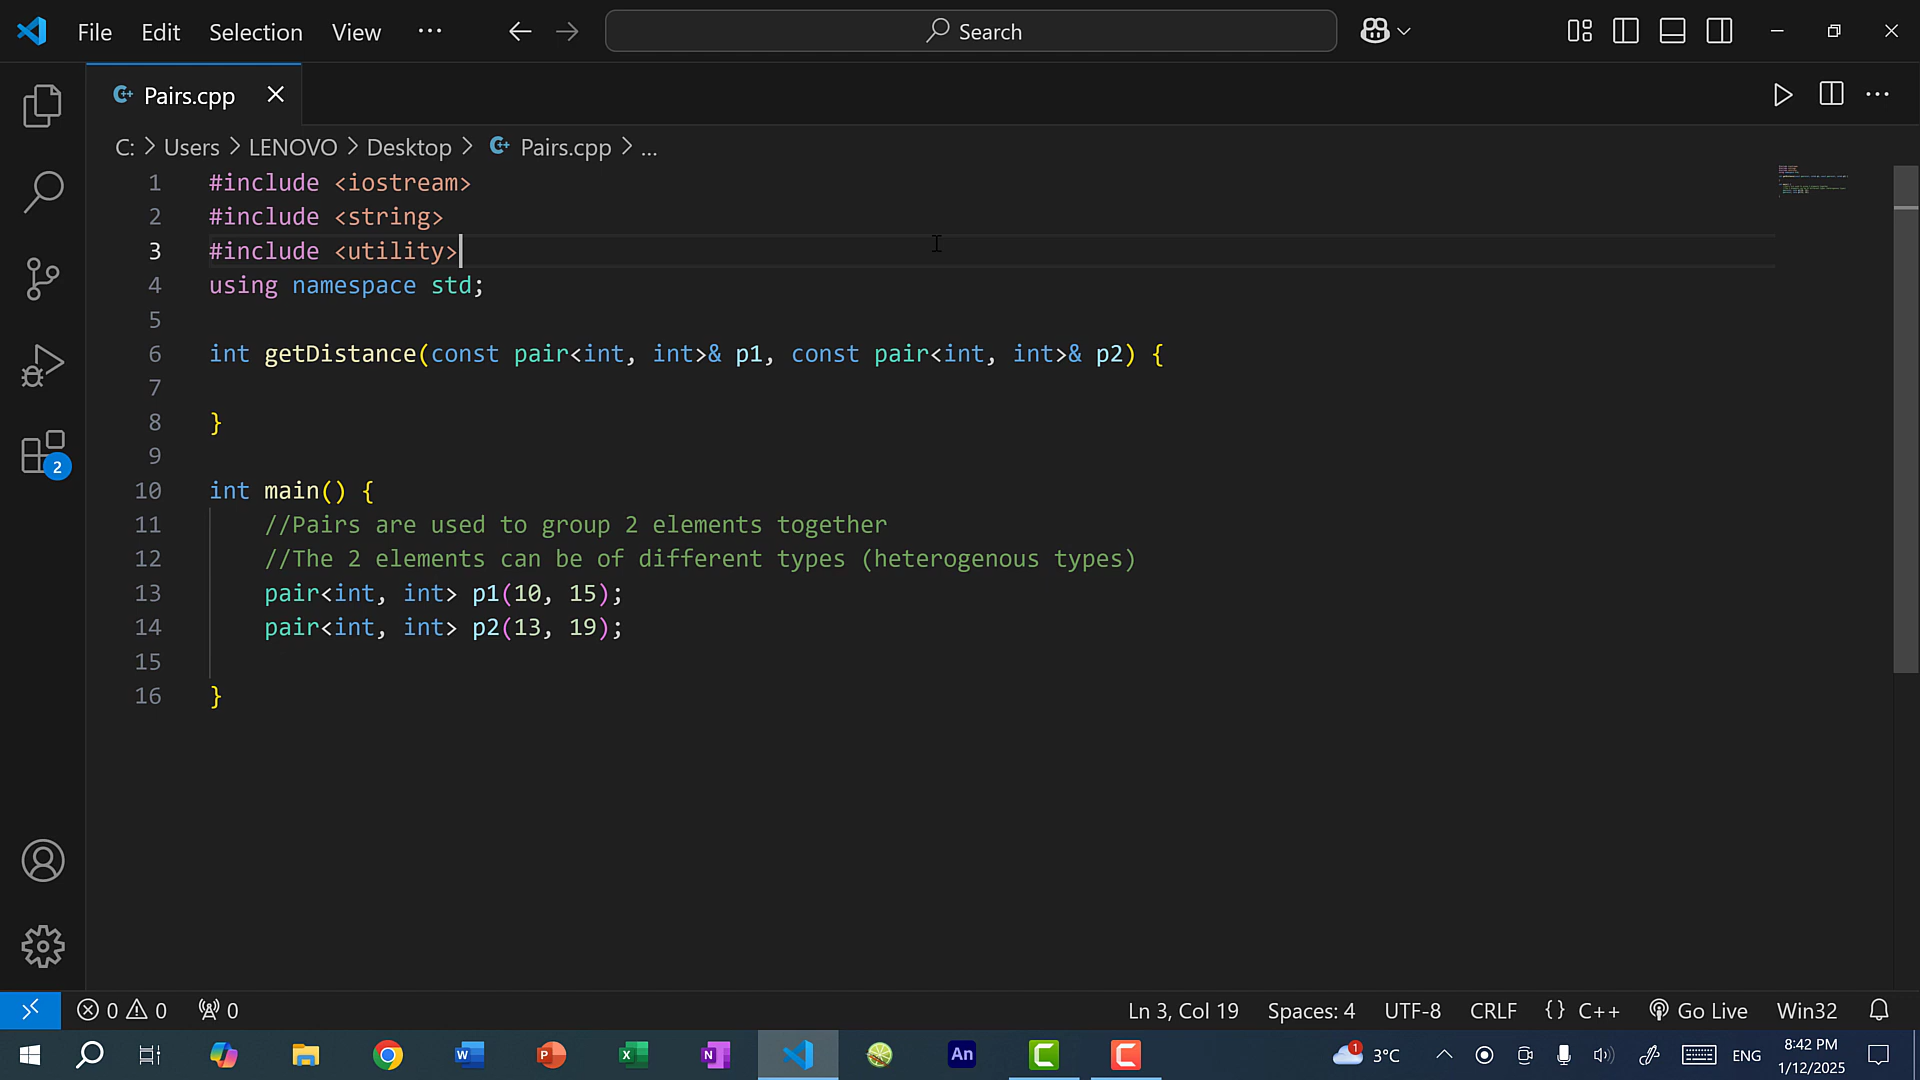 File Edit Selection View ··· Search
Pairs.cpp
C: > Users > LENOVO > Desktop > Pairs.cpp > ...
1 #include <iostream>
2 #include <string>
3 #include <utility>
4 using namespace std;
5
6 int getDistance(const pair<int, int>& p1, const pair<int, int>& p2) {
7
8 }
9
10 int main() {
11 //Pairs are used to group 2 elements together
12 //The 2 elements can be of different types (heterogenous types)
13 pair<int, int> p1(10, 15);
14 pair<int, int> p2(13, 19);
15
16 }
2
0 0 0 Ln 3, Col 19 Spaces: 4 UTF-8 CRLF {} C++ Go Live Win32
W P X N An 1 3°C ENG 8:42 PM
1/12/2025